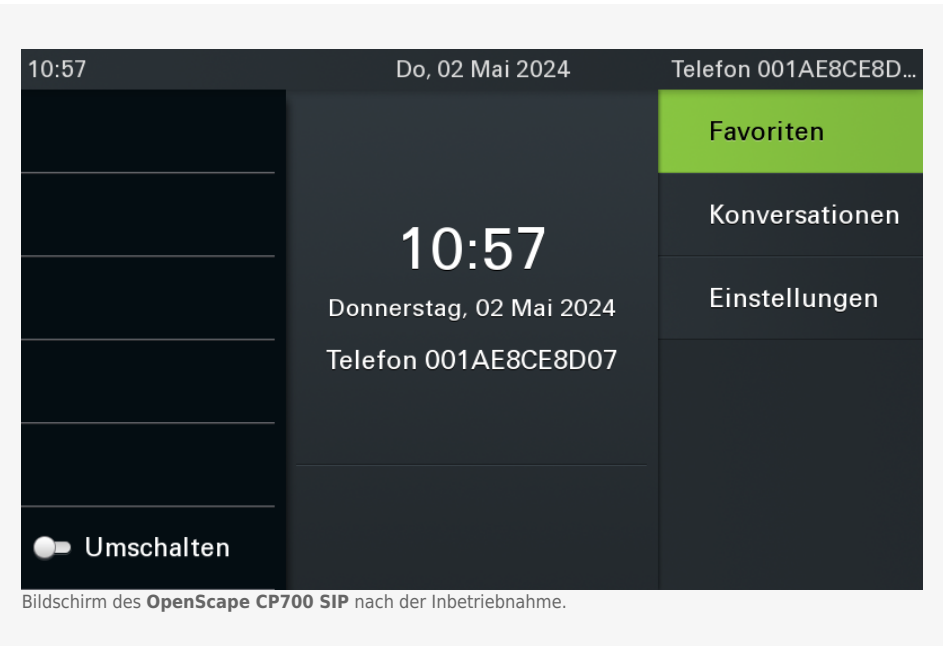 10:57 Do, 02 Mai 2024 Telefon 001AE8CE8D...
Favoriten
Konversationen
Einstellungen
10:57
Donnerstag, 02 Mai 2024
Telefon 001AE8CE8D07
Umschalten
Bildschirm des OpenScape CP700 SIP nach der Inbetriebnahme.